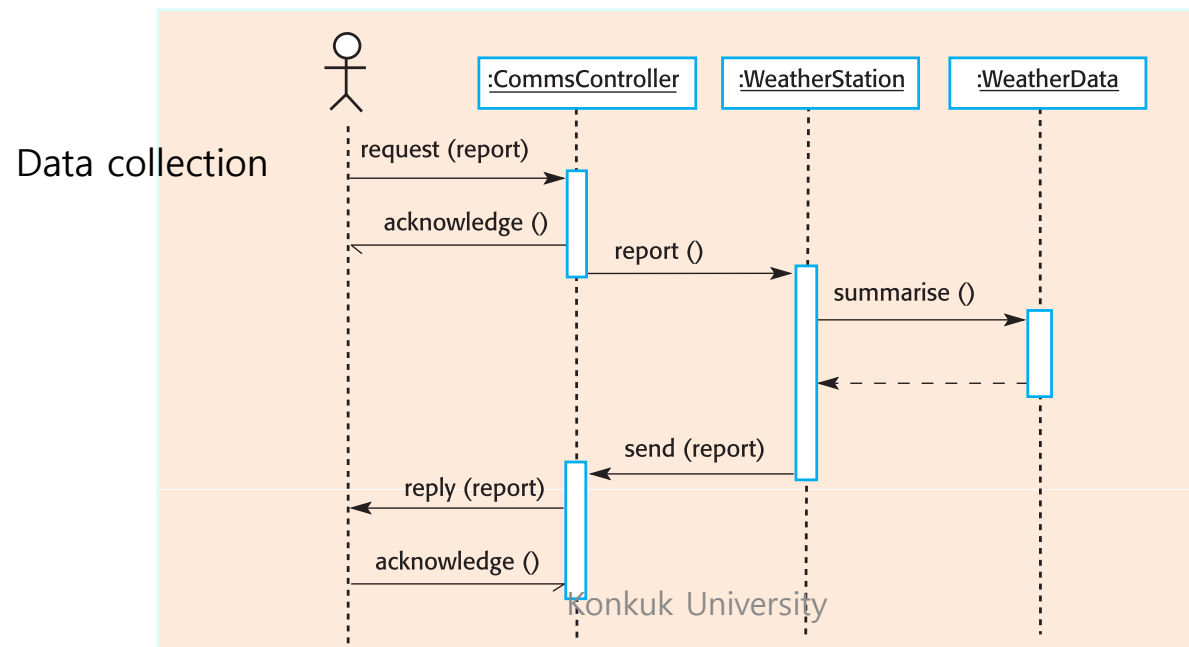 :CommsController
:WeatherStation
:WeatherData
Data collection
request (report)
acknowledge ()
report ()
summarise ()
send (report)
reply (report)
acknowledge ()
Konkuk University